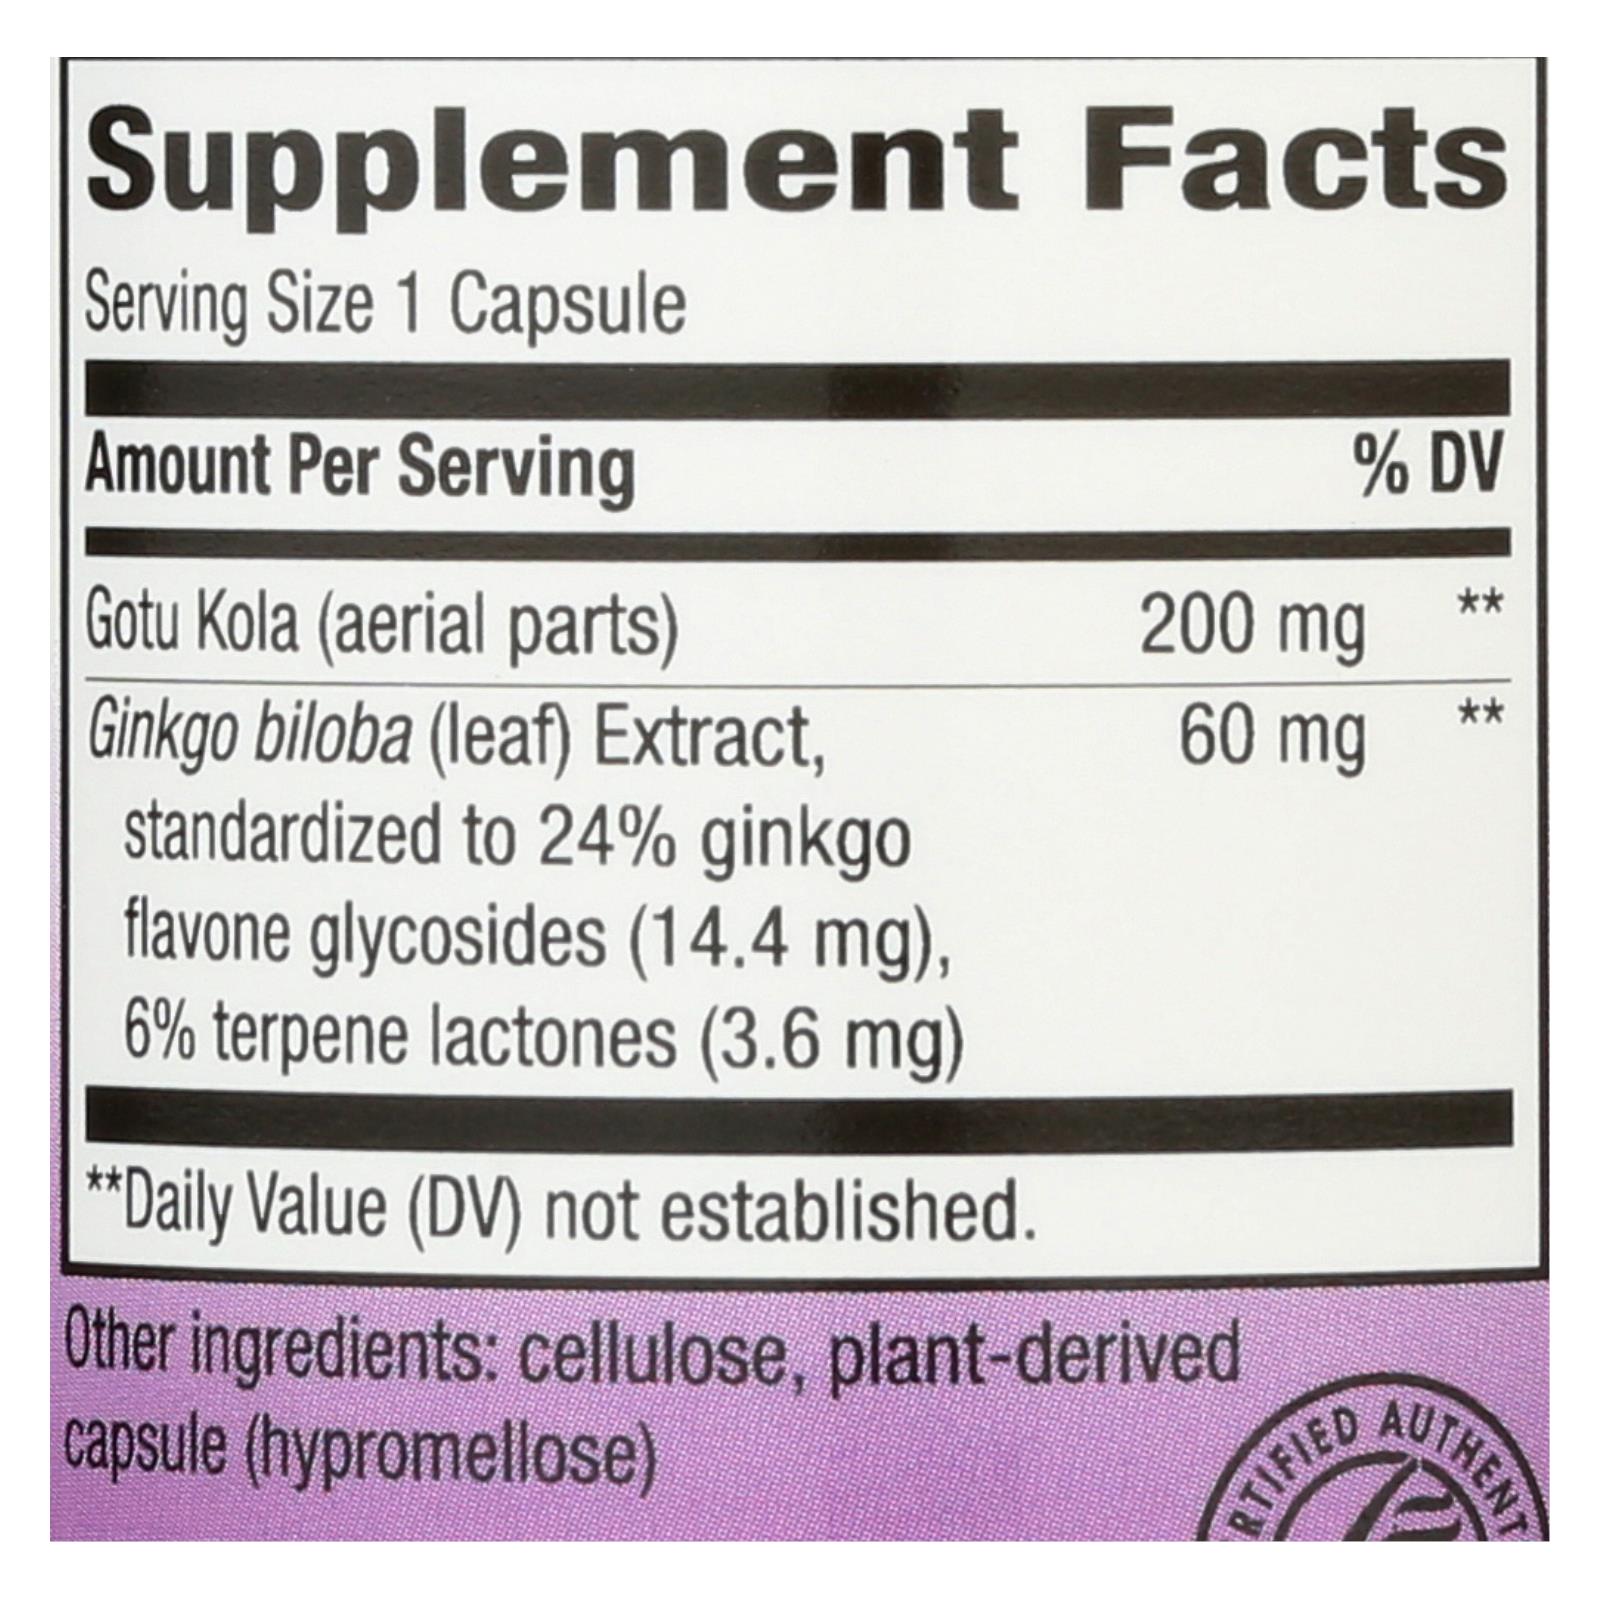 Supplement Facts
Serving Size 1 Capsule
Amount Per Serving % DV
Gotu Kola (aerial parts) 200 mg **
Ginkgo biloba (leaf) Extract, 60 mg **
standardized to 24% ginkgo
flavone glycosides (14.4 mg),
6% terpene lactones (3.6 mg)
**Daily Value (DV) not established.
Other ingredients: cellulose, plant-derived
capsule (hypromellose)
RTIFIED AUTHENT